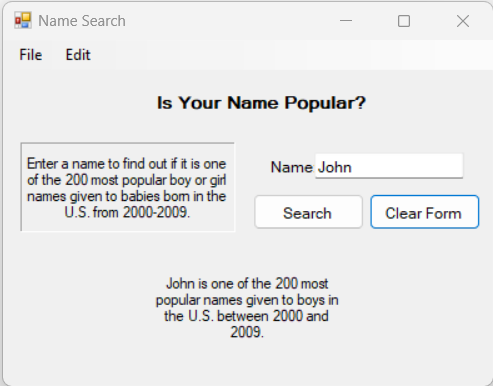 Name Search
File Edit
Is Your Name Popular?
Enter a name to find out if it is one
of the 200 most popular boy or girl
names given to babies born in the
U.S. from 2000-2009.
Name John
Search Clear Form
John is one of the 200 most
popular names given to boys in
the U.S. between 2000 and
2009.